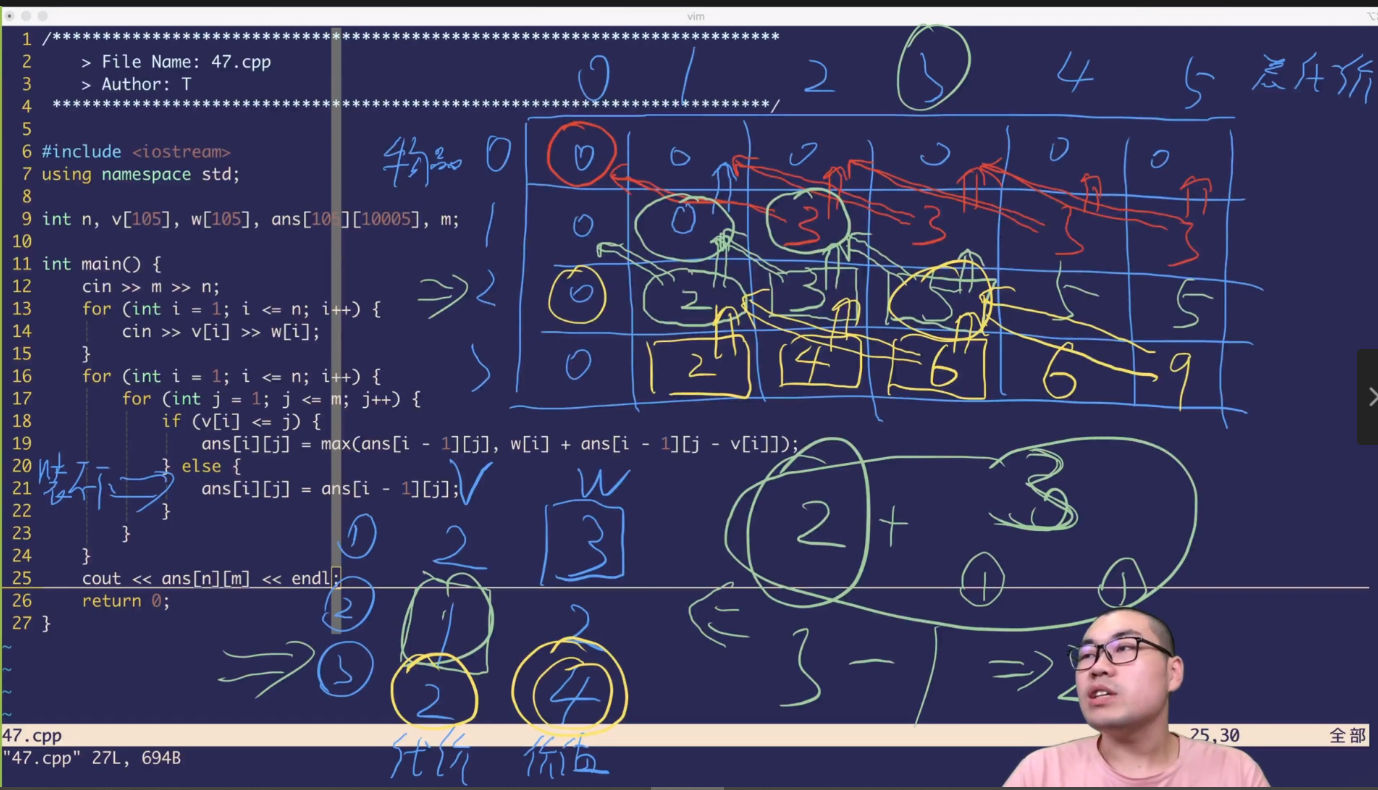 vim
1 /************************************************************************
2     > File Name: 47.cpp
3     > Author: T
4  ************************************************************************/
5
6 #include <iostream>
7 using namespace std;
8
9 int n, v[105], w[105], ans[105][10005], m;
10
11 int main() {
12     cin >> m >> n;
13     for (int i = 1; i <= n; i++) {
14         cin >> v[i] >> w[i];
15     }
16     for (int i = 1; i <= n; i++) {
17         for (int j = 1; j <= m; j++) {
18             if (v[i] <= j) {
19                 ans[i][j] = max(ans[i - 1][j], w[i] + ans[i - 1][j - v[i]]);
20             } else {
21                 ans[i][j] = ans[i - 1][j];
22             }
23         }
24     }
25     cout << ans[n][m] << endl;
26     return 0;
27 }
~
~
~
~
47.cpp 25,30 全部
"47.cpp" 27L, 694B
0 1 2 3 4 5 总代价
物品 0 0 0 0 0 0 0
1 0 0 3 3 3 3
⇒ 2 0 2 3 5 5 5
3 0 2 4 6 6 9
V W
① 2 3
② 1 2
⇒ ③ 2 4
代价 价值
2 + 3
① ①
3 - 1 ⇒ 2